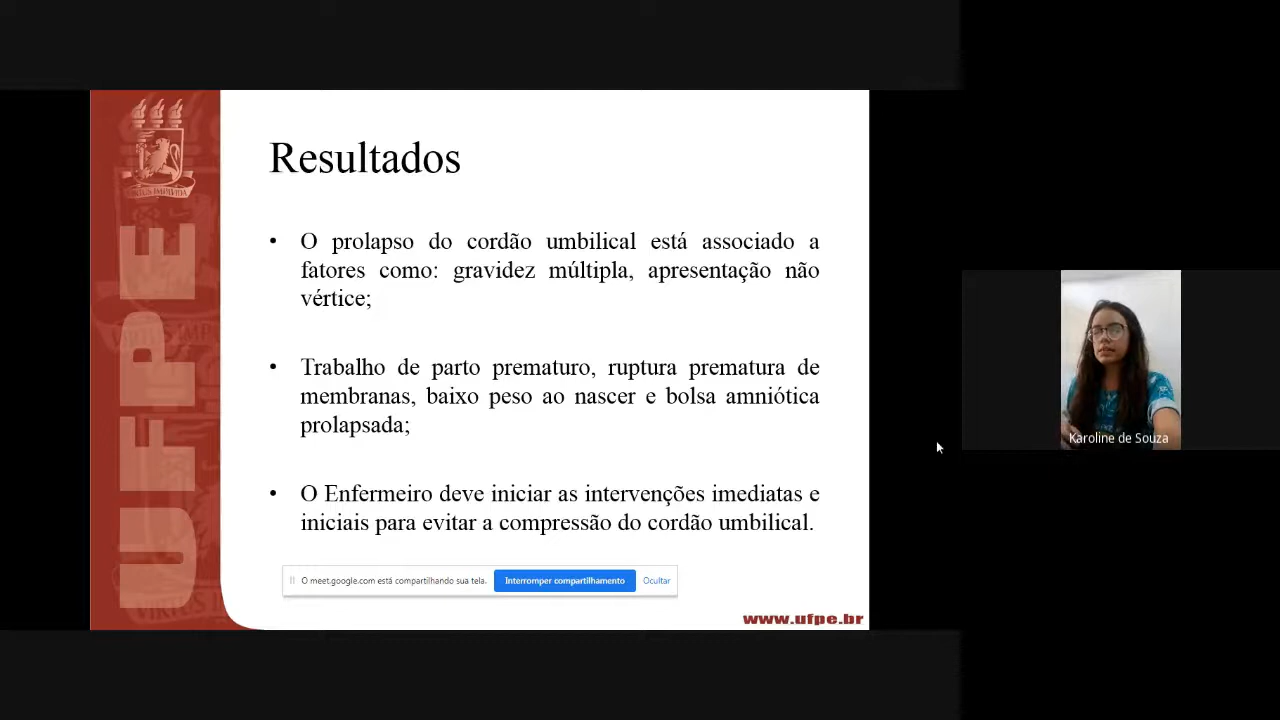 Resultados
• O prolapso do cordão umbilical está associado a
fatores como: gravidez múltipla, apresentação não
vértice;
• Trabalho de parto prematuro, ruptura prematura de
membranas, baixo peso ao nascer e bolsa amniótica
prolapsada;
• O Enfermeiro deve iniciar as intervenções imediatas e
iniciais para evitar a compressão do cordão umbilical.
O meet.google.com está compartilhando sua tela. Interromper compartilhamento Ocultar
www.ufpe.br
UFPE
Karoline de Souza